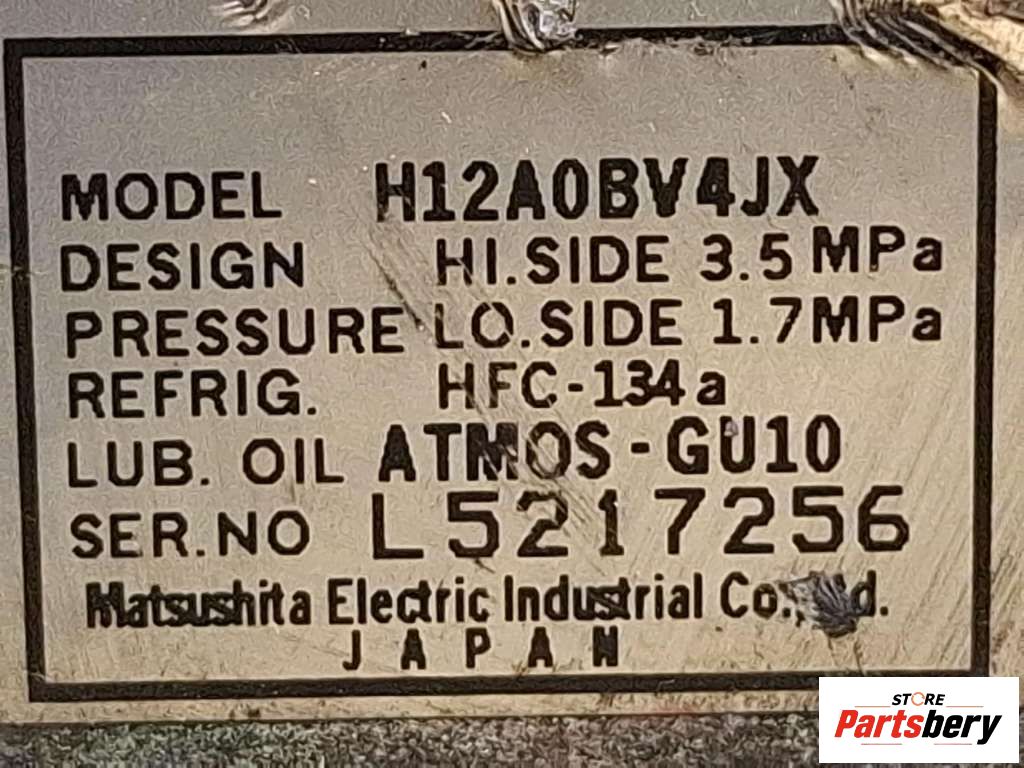 MODEL H12A0BV4JX
DESIGN HI.SIDE 3.5 MPa
PRESSURE LO.SIDE 1.7MPa
REFRIG. HFC-134a
LUB. OIL ATMOS-GU10
SER.NO L5217256
Matsushita Electric Industrial Co.,
JAPAN
STORE
Partsbery